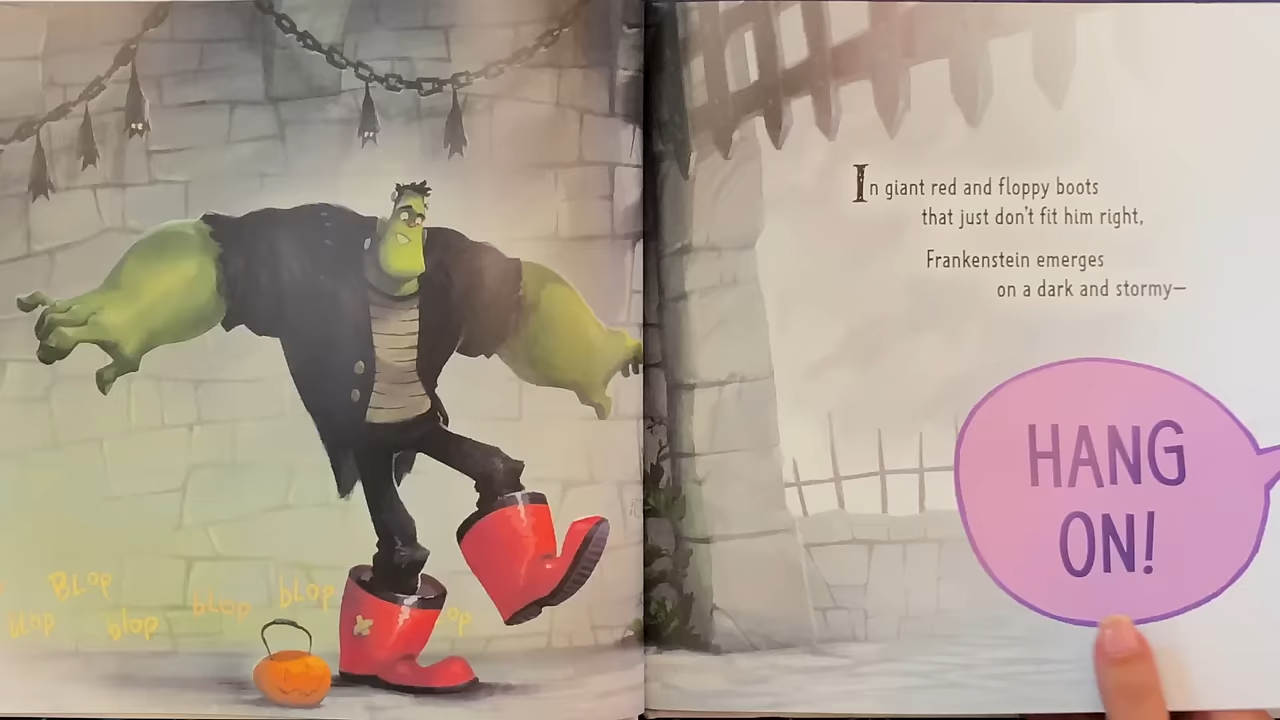 BLOP
blop
blop
blop
blop
op
In giant red and floppy boots
that just don't fit him right,
Frankenstein emerges
on a dark and stormy—
HANG
ON!